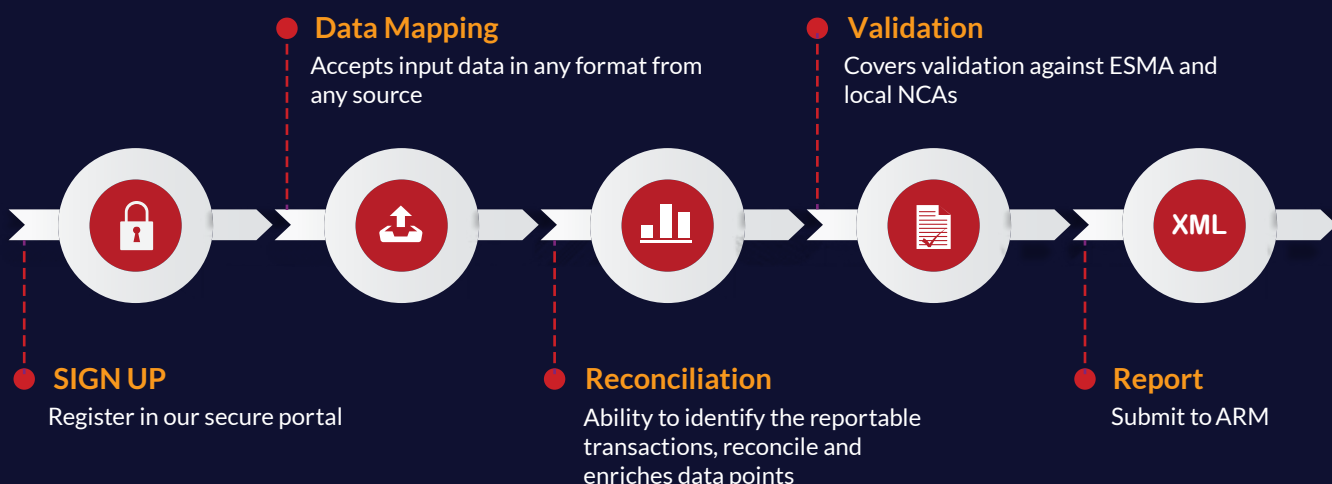 Data Mapping
Accepts input data in any format from
any source
Validation
Covers validation against ESMA and
local NCAs
XML
SIGN UP
Register in our secure portal
Reconciliation
Ability to identify the reportable
transactions, reconcile and
enriches data points
Report
Submit to ARM